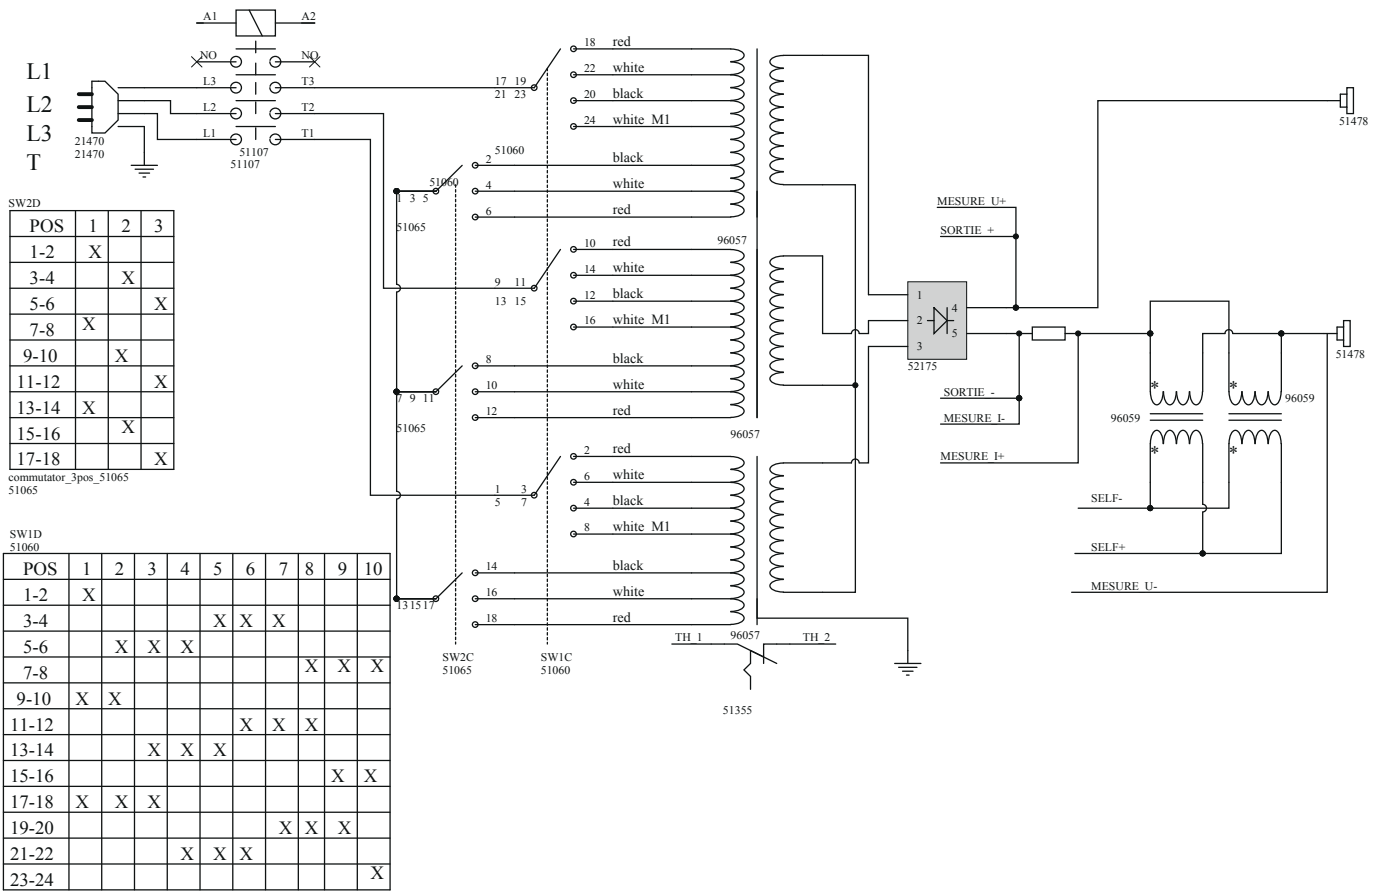 A1 A2
NO NO
L1
L2
L3
T
L3 T3
L2 T2
L1 T1
21470
21470
51107
51107
17 19
21 23
18 red
22 white
20 black
24 white M1
51060
2 black
51060
4 white
6 red
1 3 5
51065
96057
10 red
9 11
13 15
14 white
12 black
16 white M1
8 black
10 white
12 red
7 9 11
51065
96057
2 red
6 white
1 3
5 7
4 black
8 white M1
14 black
16 white
18 red
13 15 17
SW2C
51065
SW1C
51060
TH 1 96057 TH 2
51355
51478
MESURE U+
SORTIE +
1 4
2 5
3
52175
51478
SORTIE -
MESURE I-
MESURE I+
* *
96059 96059
* *
SELF-
SELF+
MESURE U-
SW2D
POS 1 2 3
1-2 X
3-4 X
5-6 X
7-8 X
9-10 X
11-12 X
13-14 X
15-16 X
17-18 X
commutator_3pos_51065
51065
SW1D
51060
POS 1 2 3 4 5 6 7 8 9 10
1-2 X
3-4 X X X
5-6 X X X
7-8 X X X
9-10 X X
11-12 X X X
13-14 X X X
15-16 X X
17-18 X X X
19-20 X X X
21-22 X X X
23-24 X